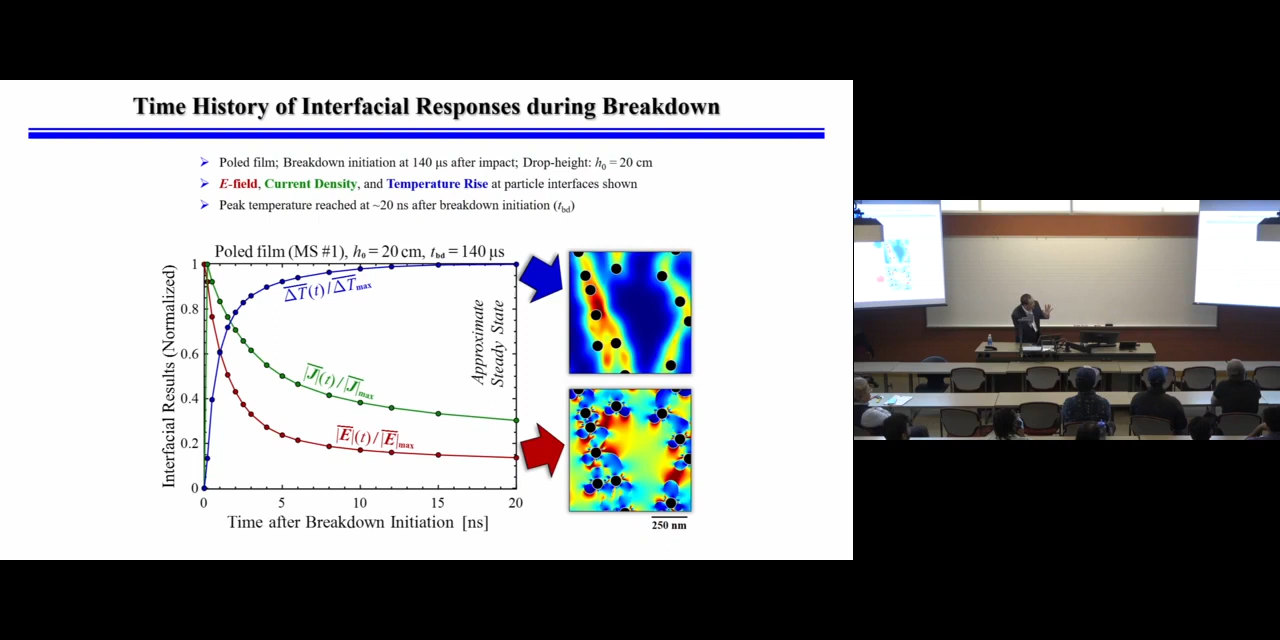 Time History of Interfacial Responses during Breakdown
Poled film; Breakdown initiation at 140 μs after impact; Drop-height: h₀ = 20 cm
E-field, Current Density, and Temperature Rise at particle interfaces shown
Peak temperature reached at ~20 ns after breakdown initiation (t_bd)
Poled film (MS #1), h₀ = 20 cm, t_bd = 140 μs
Interfacial Results (Normalized)
1
0.8
0.6
0.4
0.2
0
ΔT(t)/ΔT_max
|J|(t)/|J|_max
|E|(t)/|E|_max
Approximate
Steady State
0 5 10 15 20
Time after Breakdown Initiation [ns]
250 nm